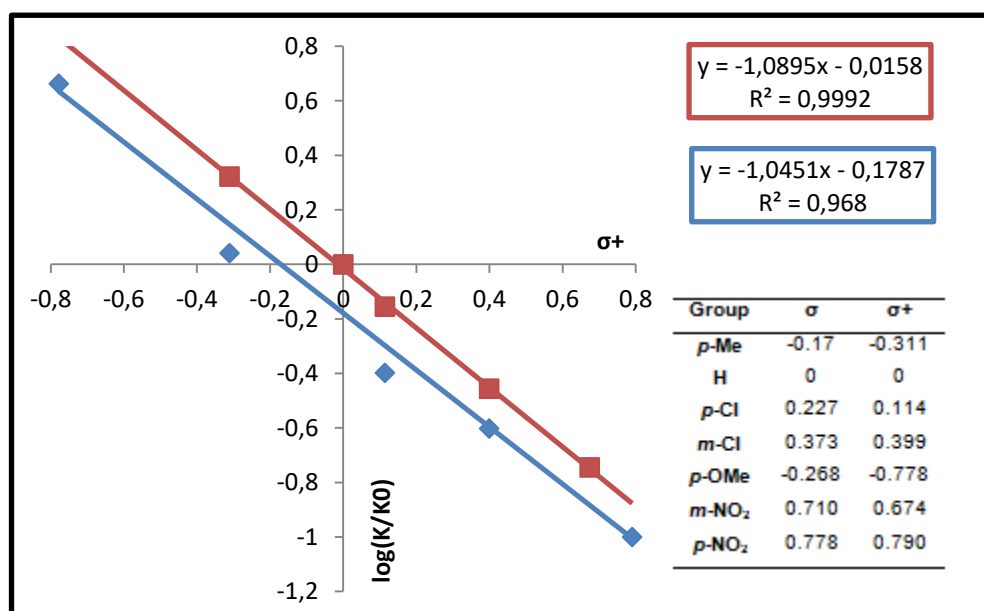 0,8
0,6
0,4
0,2
0
-0,2
-0,4
-0,6
-0,8
-1
-1,2
-0,8 -0,6 -0,4 -0,2 0 0,2 0,4 0,6 0,8
σ+
log(K/K0)
y = -1,0895x - 0,0158
R² = 0,9992
y = -1,0451x - 0,1787
R² = 0,968
Group σ σ+
p-Me -0.17 -0.311
H 0 0
p-Cl 0.227 0.114
m-Cl 0.373 0.399
p-OMe -0.268 -0.778
m-NO₂ 0.710 0.674
p-NO₂ 0.778 0.790